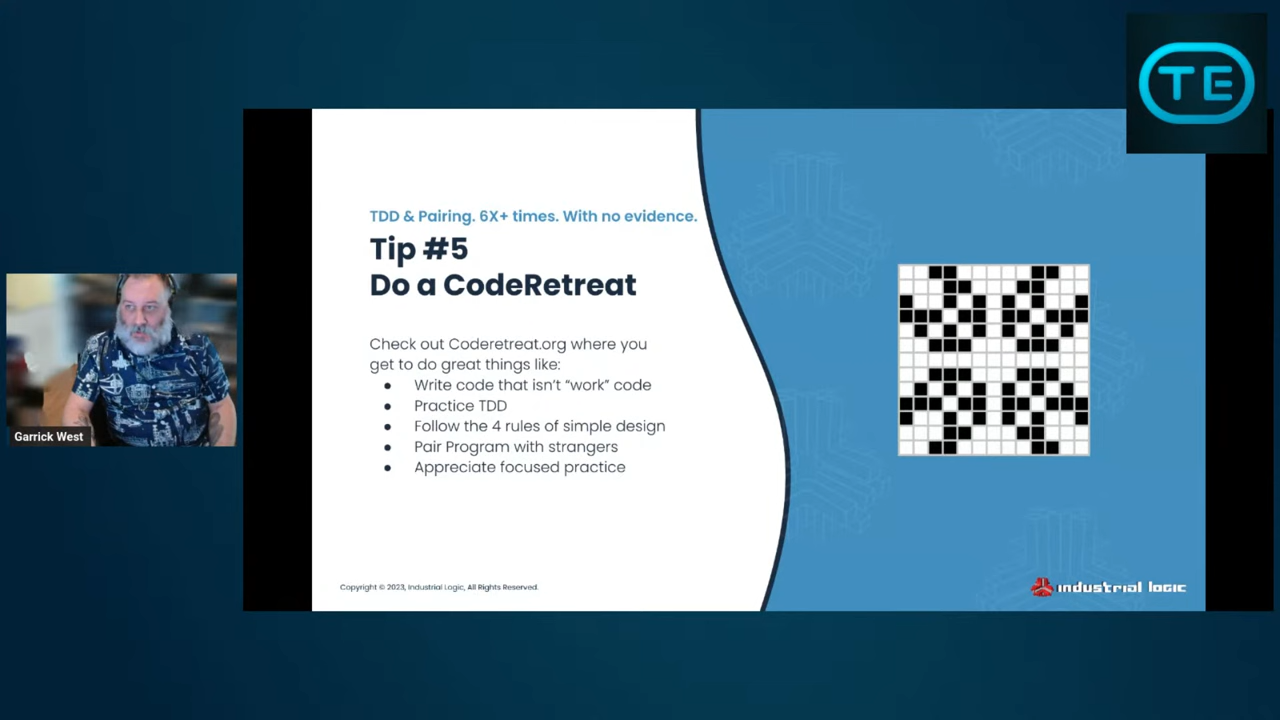 TE
TDD & Pairing. 6X+ times. With no evidence.
Tip #5
Do a CodeRetreat
Check out Coderetreat.org where you
get to do great things like:
● Write code that isn’t “work” code
● Practice TDD
● Follow the 4 rules of simple design
● Pair Program with strangers
● Appreciate focused practice
Garrick West
Copyright © 2023, Industrial Logic, All Rights Reserved.
industrial logic